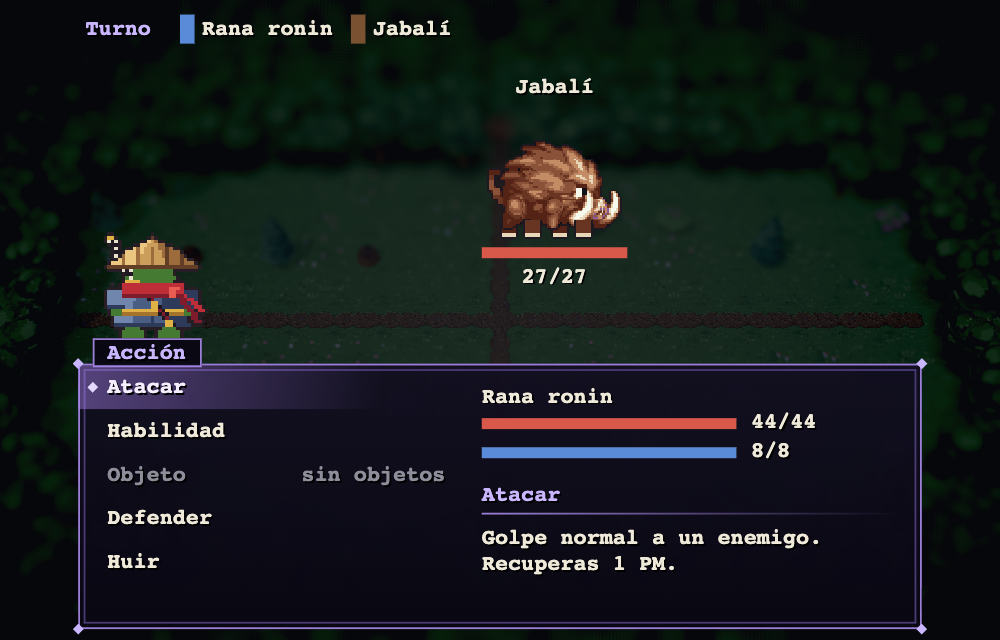 Turno Rana ronin Jabalí
Jabalí
27/27
Acción
Atacar
Habilidad
Objeto sin objetos
Defender
Huir
Rana ronin
44/44
8/8
Atacar
Golpe normal a un enemigo.
Recuperas 1 PM.